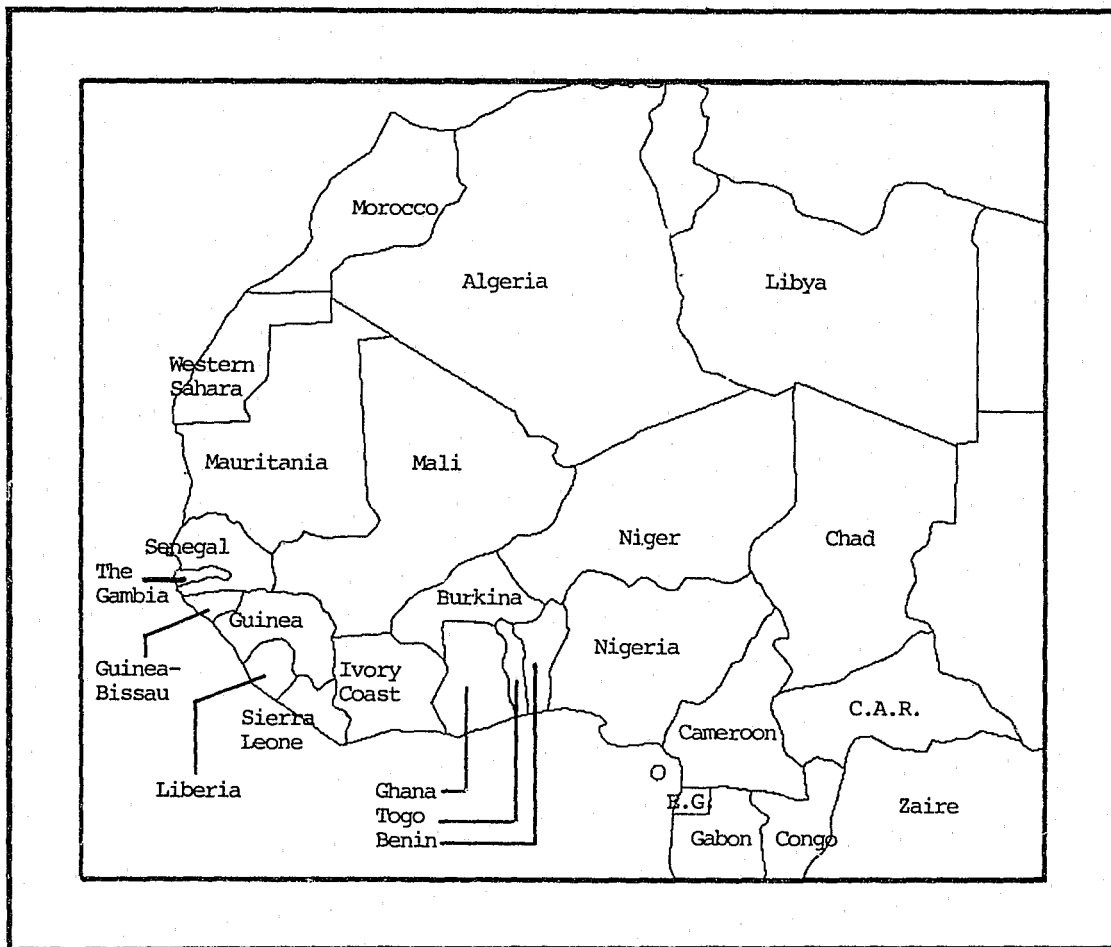 Morocco
Algeria
Libya
Western
Sahara
Mauritania
Mali
Niger
Chad
Senegal
The
Gambia
Burkina
Guinea
Nigeria
Guinea-
Bissau
Ivory
Coast
Sierra
Leone
C.A.R.
Cameroon
Liberia
Ghana
Togo
Benin
E.G.
Zaire
Gabon
Congo